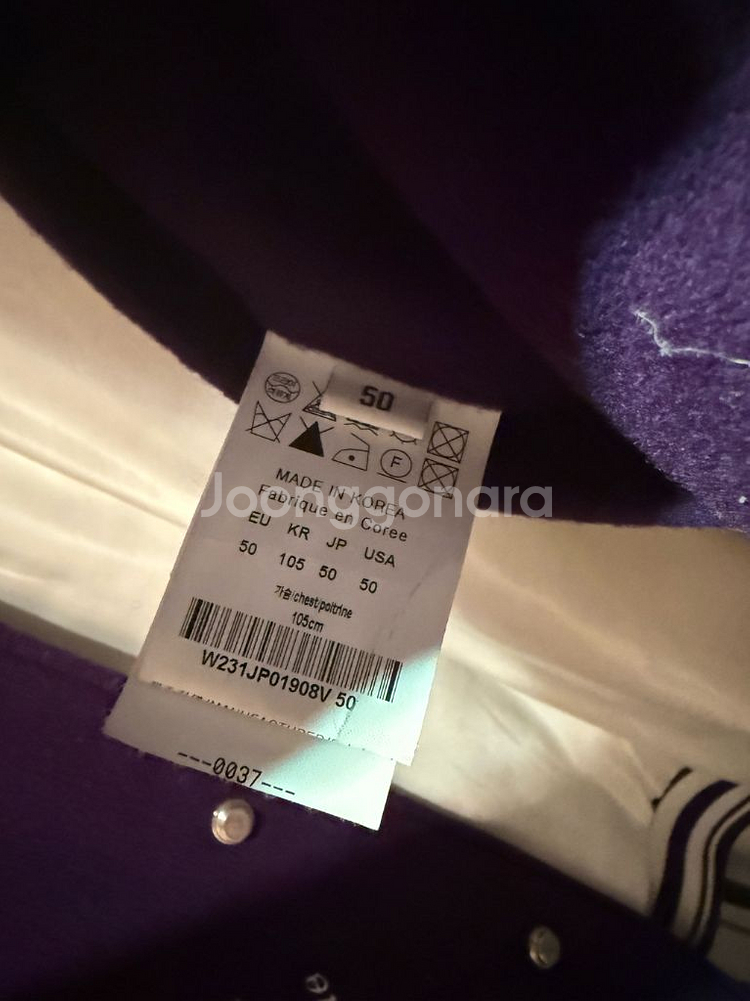 50
F
MADE IN KOREA
Joonggonara
Fabrique en Coree
EU KR JP USA
50 105 50 50
가슴/chest/poitrine
105cm
W231JP01908V 50
---0037---